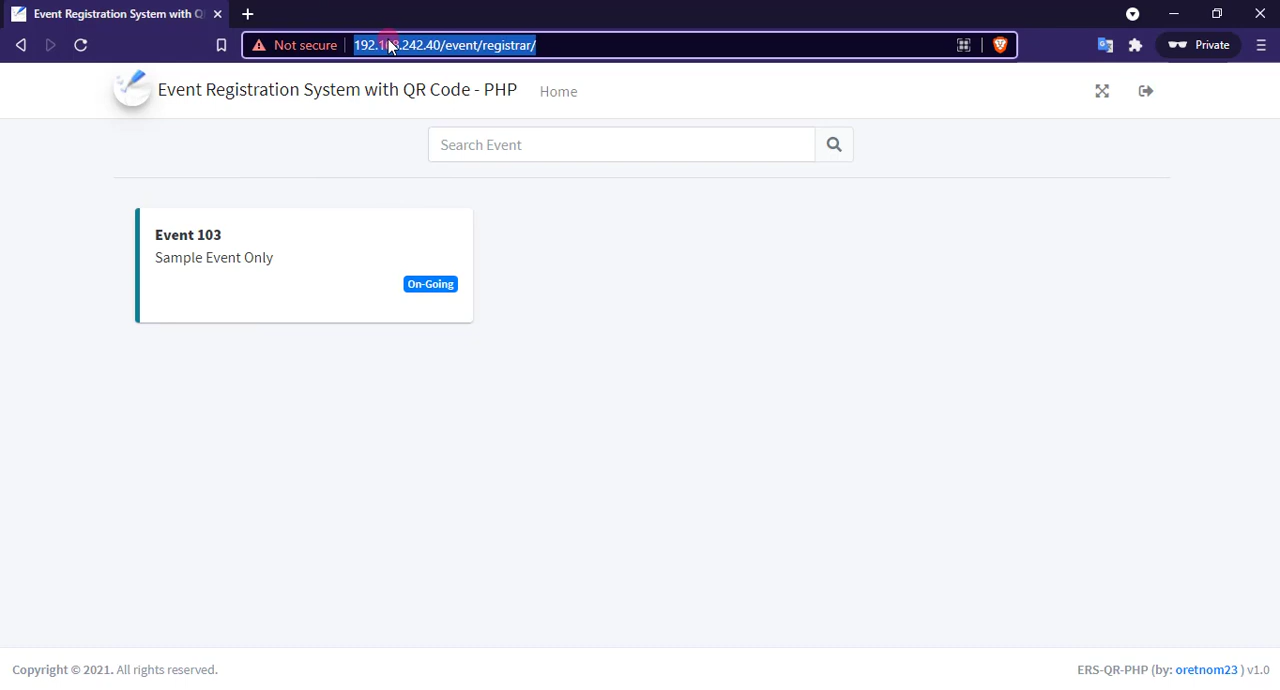 Event Registration System with Q
Private
Not secure
192.168.242.40/event/registrar/
Event Registration System with QR Code - PHP
Home
Search Event
Event 103
Sample Event Only
On-Going
Copyright © 2021. All rights reserved.
ERS-QR-PHP (by: oretnom23 ) v1.0